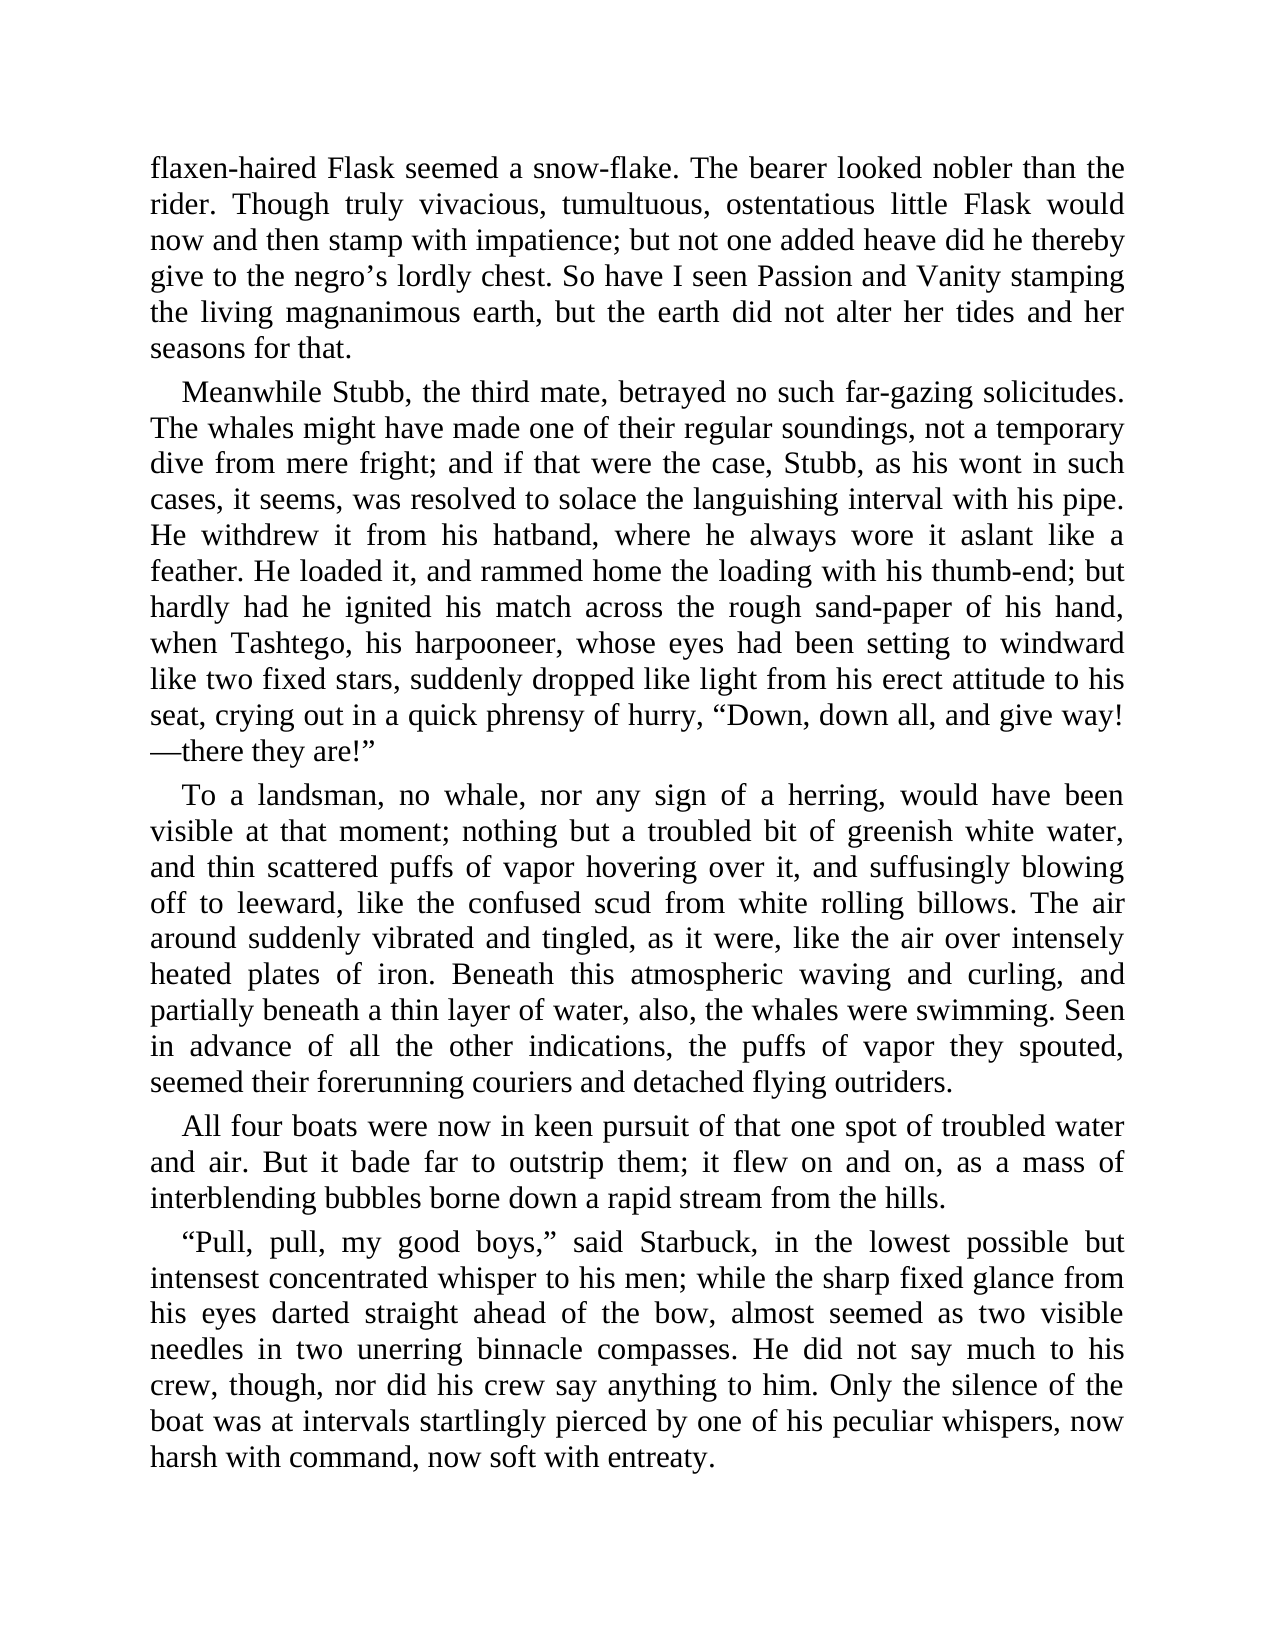 flaxen-haired Flask seemed a snow-flake. The bearer looked nobler than the
rider. Though truly vivacious, tumultuous, ostentatious little Flask would
now and then stamp with impatience; but not one added heave did he thereby
give to the negro’s lordly chest. So have I seen Passion and Vanity stamping
the living magnanimous earth, but the earth did not alter her tides and her
seasons for that.
Meanwhile Stubb, the third mate, betrayed no such far-gazing solicitudes.
The whales might have made one of their regular soundings, not a temporary
dive from mere fright; and if that were the case, Stubb, as his wont in such
cases, it seems, was resolved to solace the languishing interval with his pipe.
He withdrew it from his hatband, where he always wore it aslant like a
feather. He loaded it, and rammed home the loading with his thumb-end; but
hardly had he ignited his match across the rough sand-paper of his hand,
when Tashtego, his harpooneer, whose eyes had been setting to windward
like two fixed stars, suddenly dropped like light from his erect attitude to his
seat, crying out in a quick phrensy of hurry, “Down, down all, and give way!
—there they are!”
To a landsman, no whale, nor any sign of a herring, would have been
visible at that moment; nothing but a troubled bit of greenish white water,
and thin scattered puffs of vapor hovering over it, and suffusingly blowing
off to leeward, like the confused scud from white rolling billows. The air
around suddenly vibrated and tingled, as it were, like the air over intensely
heated plates of iron. Beneath this atmospheric waving and curling, and
partially beneath a thin layer of water, also, the whales were swimming. Seen
in advance of all the other indications, the puffs of vapor they spouted,
seemed their forerunning couriers and detached flying outriders.
All four boats were now in keen pursuit of that one spot of troubled water
and air. But it bade far to outstrip them; it flew on and on, as a mass of
interblending bubbles borne down a rapid stream from the hills.
“Pull, pull, my good boys,” said Starbuck, in the lowest possible but
intensest concentrated whisper to his men; while the sharp fixed glance from
his eyes darted straight ahead of the bow, almost seemed as two visible
needles in two unerring binnacle compasses. He did not say much to his
crew, though, nor did his crew say anything to him. Only the silence of the
boat was at intervals startlingly pierced by one of his peculiar whispers, now
harsh with command, now soft with entreaty.